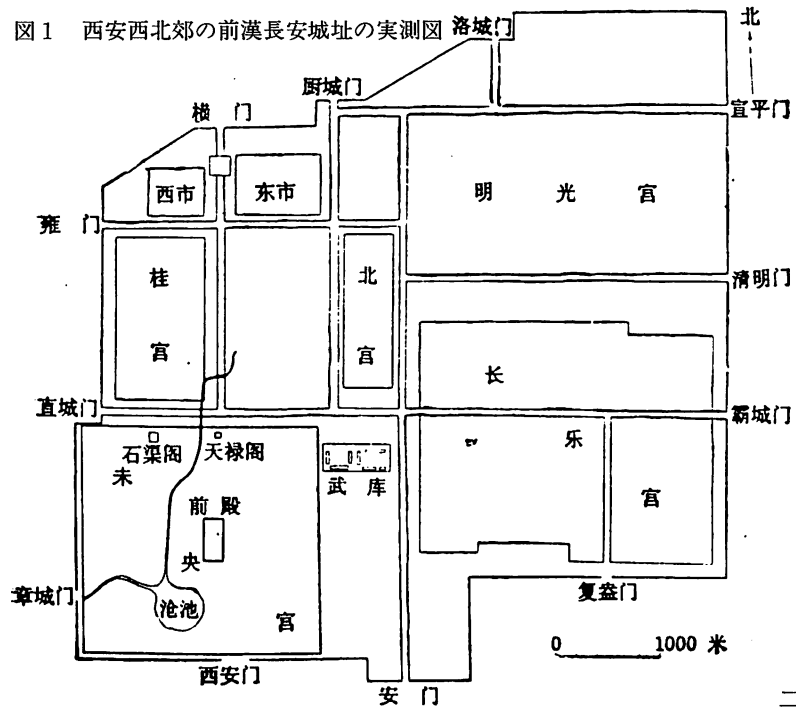 図1 西安西北郊の前漢長安城址の実測図
洛城门
北
厨城门
横 门
宣平门
西市
东市
明 光 宫
雍 门
桂
宫
北
宫
清明门
长
直城门
霸城门
石渠阁
天禄阁
未
乐
武 库
前 殿
宫
央
章城门
沧池
宫
复盎门
0 1000 米
西安门
安 门
二